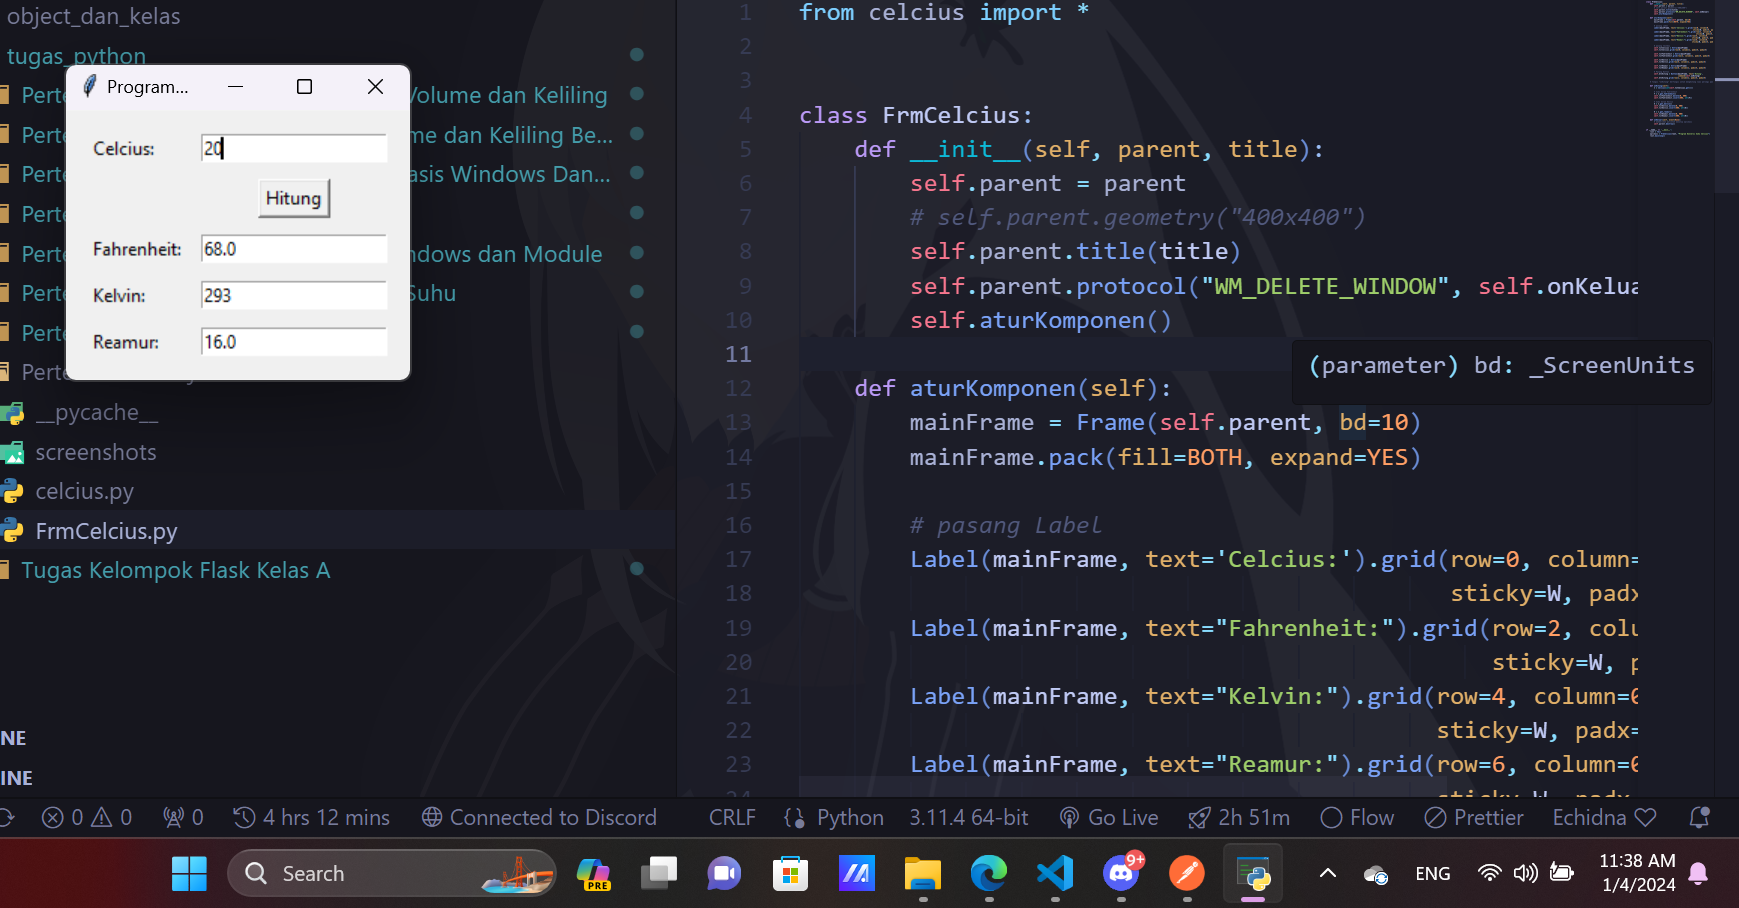 object_dan_kelas
tugas_python
Perte
Volume dan Keliling
Perte
me dan Keliling Be...
Perte
asis Windows Dan...
Perte
Perte
ndows dan Module
Perte
Suhu
Perte
Perte
__pycache__
screenshots
celcius.py
FrmCelcius.py
Tugas Kelompok Flask Kelas A
NE
INE
Program...
Celcius:
20
Hitung
Fahrenheit:
68.0
Kelvin:
293
Reamur:
16.0
1 from celcius import *
2
3
4 class FrmCelcius:
5 def __init__(self, parent, title):
6 self.parent = parent
7 # self.parent.geometry("400x400")
8 self.parent.title(title)
9 self.parent.protocol("WM_DELETE_WINDOW", self.onKelua
10 self.aturKomponen()
11
(parameter) bd: _ScreenUnits
12 def aturKomponen(self):
13 mainFrame = Frame(self.parent, bd=10)
14 mainFrame.pack(fill=BOTH, expand=YES)
15
16 # pasang Label
17 Label(mainFrame, text='Celcius:').grid(row=0, column=
18 sticky=W, padx
19 Label(mainFrame, text="Fahrenheit:").grid(row=2, colu
20 sticky=W, p
21 Label(mainFrame, text="Kelvin:").grid(row=4, column=0
22 sticky=W, padx=
23 Label(mainFrame, text="Reamur:").grid(row=6, column=0
24 sticky=W, padx
0 0 0 4 hrs 12 mins Connected to Discord CRLF Python 3.11.4 64-bit Go Live 2h 51m Flow Prettier Echidna
Search
PRE
9+
ENG
11:38 AM
1/4/2024